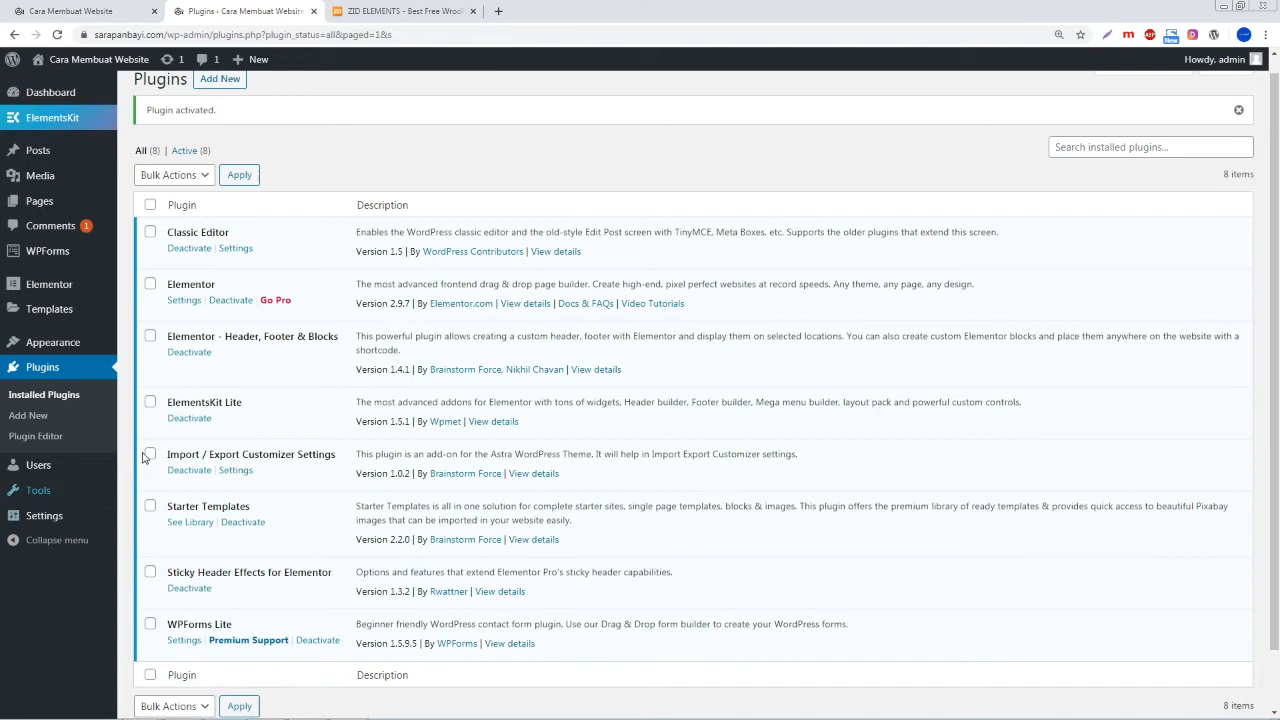 Cara Membuat Website
Plugins ‹ Cara Membuat Website
ZID ELEMENTS - Best Free Wrod
sarapanbayi.com/wp-admin/plugins.php?plugin_status=all&paged=1&s
New
Cara Membuat Website 1 1 New
Howdy, admin
Dashboard
ElementsKit
Posts
Media
Pages
Comments 1
WPForms
Elementor
Templates
Appearance
Plugins
Installed Plugins
Add New
Plugin Editor
Users
Tools
Settings
Collapse menu
Plugins Add New
Plugin activated.
All (8) | Active (8)
Search installed plugins...
Bulk Actions Apply
8 items
Plugin Description
Classic Editor
Deactivate | Settings
Enables the WordPress classic editor and the old-style Edit Post screen with TinyMCE, Meta Boxes, etc. Supports the older plugins that extend this screen.
Version 1.5 | By WordPress Contributors | View details
Elementor
Settings | Deactivate | Go Pro
The most advanced frontend drag & drop page builder. Create high-end, pixel perfect websites at record speeds. Any theme, any page, any design.
Version 2.9.7 | By Elementor.com | View details | Docs & FAQs | Video Tutorials
Elementor - Header, Footer & Blocks
Deactivate
This powerful plugin allows creating a custom header, footer with Elementor and display them on selected locations. You can also create custom Elementor blocks and place them anywhere on the website with a
shortcode.
Version 1.4.1 | By Brainstorm Force, Nikhil Chavan | View details
ElementsKit Lite
Deactivate
The most advanced addons for Elementor with tons of widgets, Header builder, Footer builder, Mega menu builder, layout pack and powerful custom controls.
Version 1.5.1 | By Wpmet | View details
Import / Export Customizer Settings
Deactivate | Settings
This plugin is an add-on for the Astra WordPress Theme. It will help in Import Export Customizer settings.
Version 1.0.2 | By Brainstorm Force | View details
Starter Templates
See Library | Deactivate
Starter Templates is all in one solution for complete starter sites, single page templates, blocks & images. This plugin offers the premium library of ready templates & provides quick access to beautiful Pixabay
images that can be imported in your website easily.
Version 2.2.0 | By Brainstorm Force | View details
Sticky Header Effects for Elementor
Deactivate
Options and features that extend Elementor Pro's sticky header capabilities.
Version 1.3.2 | By Rwattner | View details
WPForms Lite
Settings | Premium Support | Deactivate
Beginner friendly WordPress contact form plugin. Use our Drag & Drop form builder to create your WordPress forms.
Version 1.5.9.5 | By WPForms | View details
Plugin Description
Bulk Actions Apply
8 items